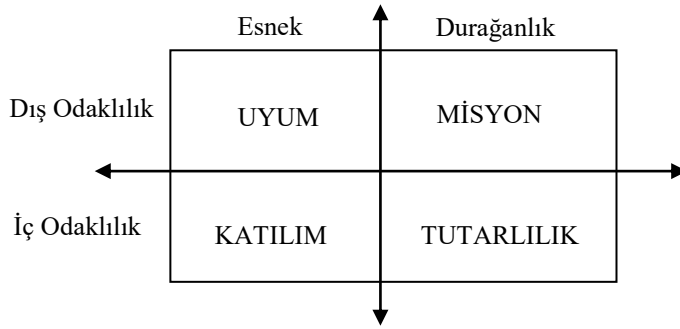 Esnek Durağanlık
Dış Odaklılık UYUM MİSYON
İç Odaklılık KATILIM TUTARLILIK